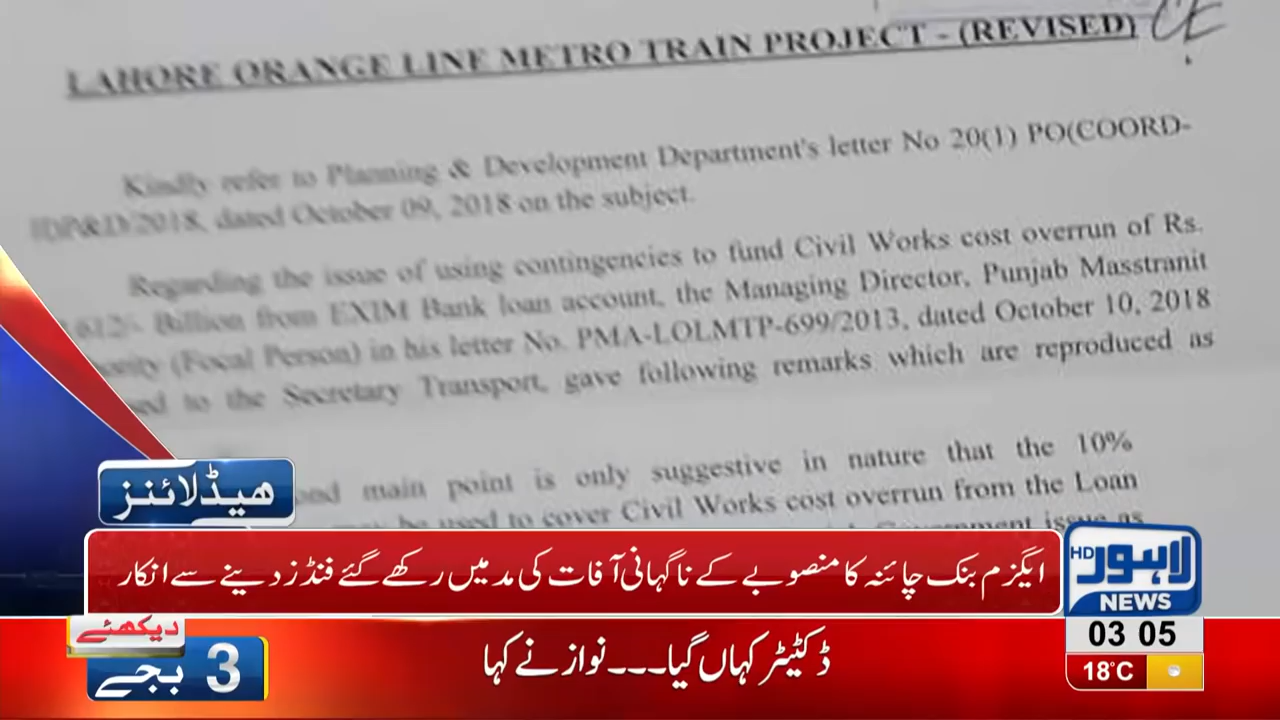 LAHORE ORANGE LINE METRO TRAIN PROJECT - (REVISED) CE
Kindly refer to Planning & Development Department's letter No 20(1) PO(COORD-
dated October 09, 2018 on the subject.
Regarding the issue of using contingencies to fund Civil Works cost overrun of Rs.
Billion from EXIM Bank loan account, the Managing Director, Punjab Masstranit
(Focal Person) in his letter No. PMA-LOLMTP-699/2013, dated October 10, 2018
to the Secretary Transport, gave following remarks which are reproduced as
main point is only suggestive in nature that the 10%
be used to cover Civil Works cost overrun from the Loan
Government issue as
ھیڈلائنز
ایگزم بنک چائنہ کا منصوبے کے ناگہانی آفات کی مد میں رکھے گئے فنڈز دینے سے انکار
HD لاہور
NEWS
دیکھئے
3 بجے
ڈکٹیٹر کہاں گیا۔۔۔نواز نے کہا
03 05
18°C